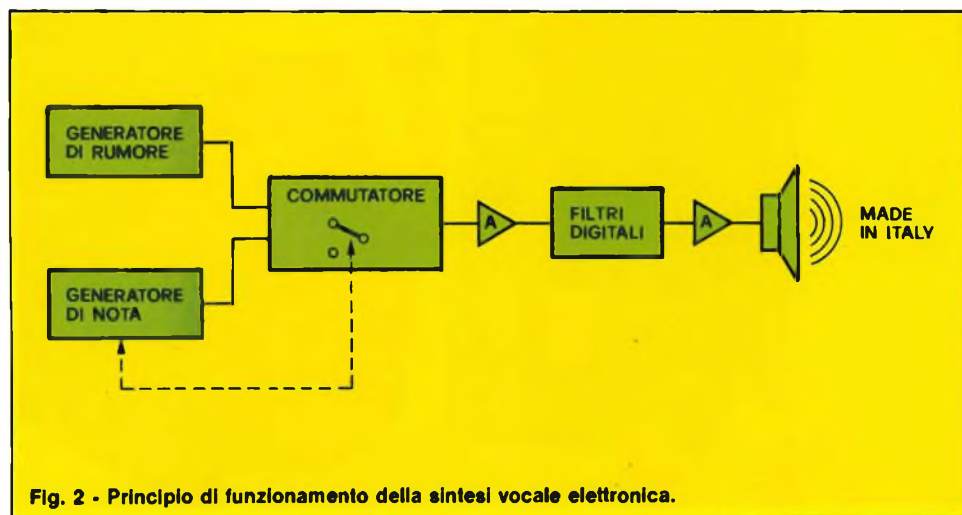 GENERATORE
DI RUMORE
COMMUTATORE
GENERATORE
DI NOTA
A
FILTRI
DIGITALI
A
MADE
IN ITALY
Fig. 2 - Principio di funzionamento della sintesi vocale elettronica.